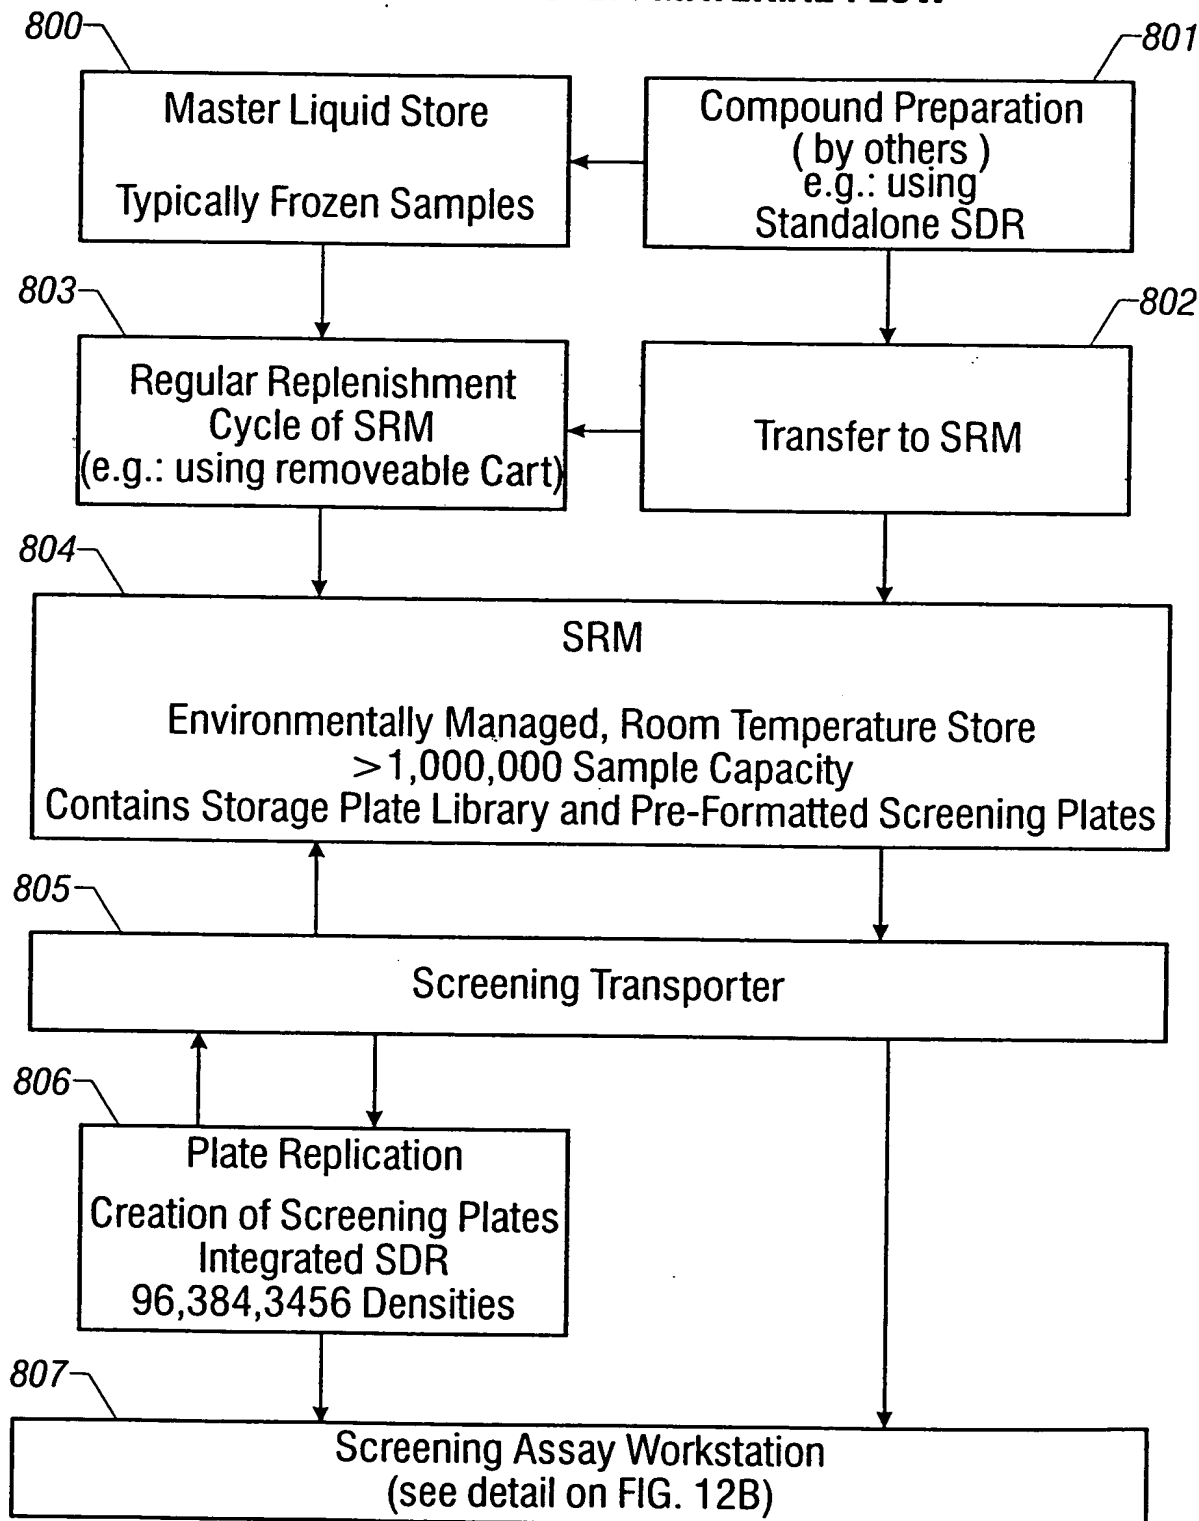 800
801
Master Liquid Store
Typically Frozen Samples
Compound Preparation
( by others )
e.g.: using
Standalone SDR
803
802
Regular Replenishment
Cycle of SRM
(e.g.: using removeable Cart)
Transfer to SRM
804
SRM
Environmentally Managed, Room Temperature Store
>1,000,000 Sample Capacity
Contains Storage Plate Library and Pre-Formatted Screening Plates
805
Screening Transporter
806
Plate Replication
Creation of Screening Plates
Integrated SDR
96,384,3456 Densities
807
Screening Assay Workstation
(see detail on FIG. 12B)